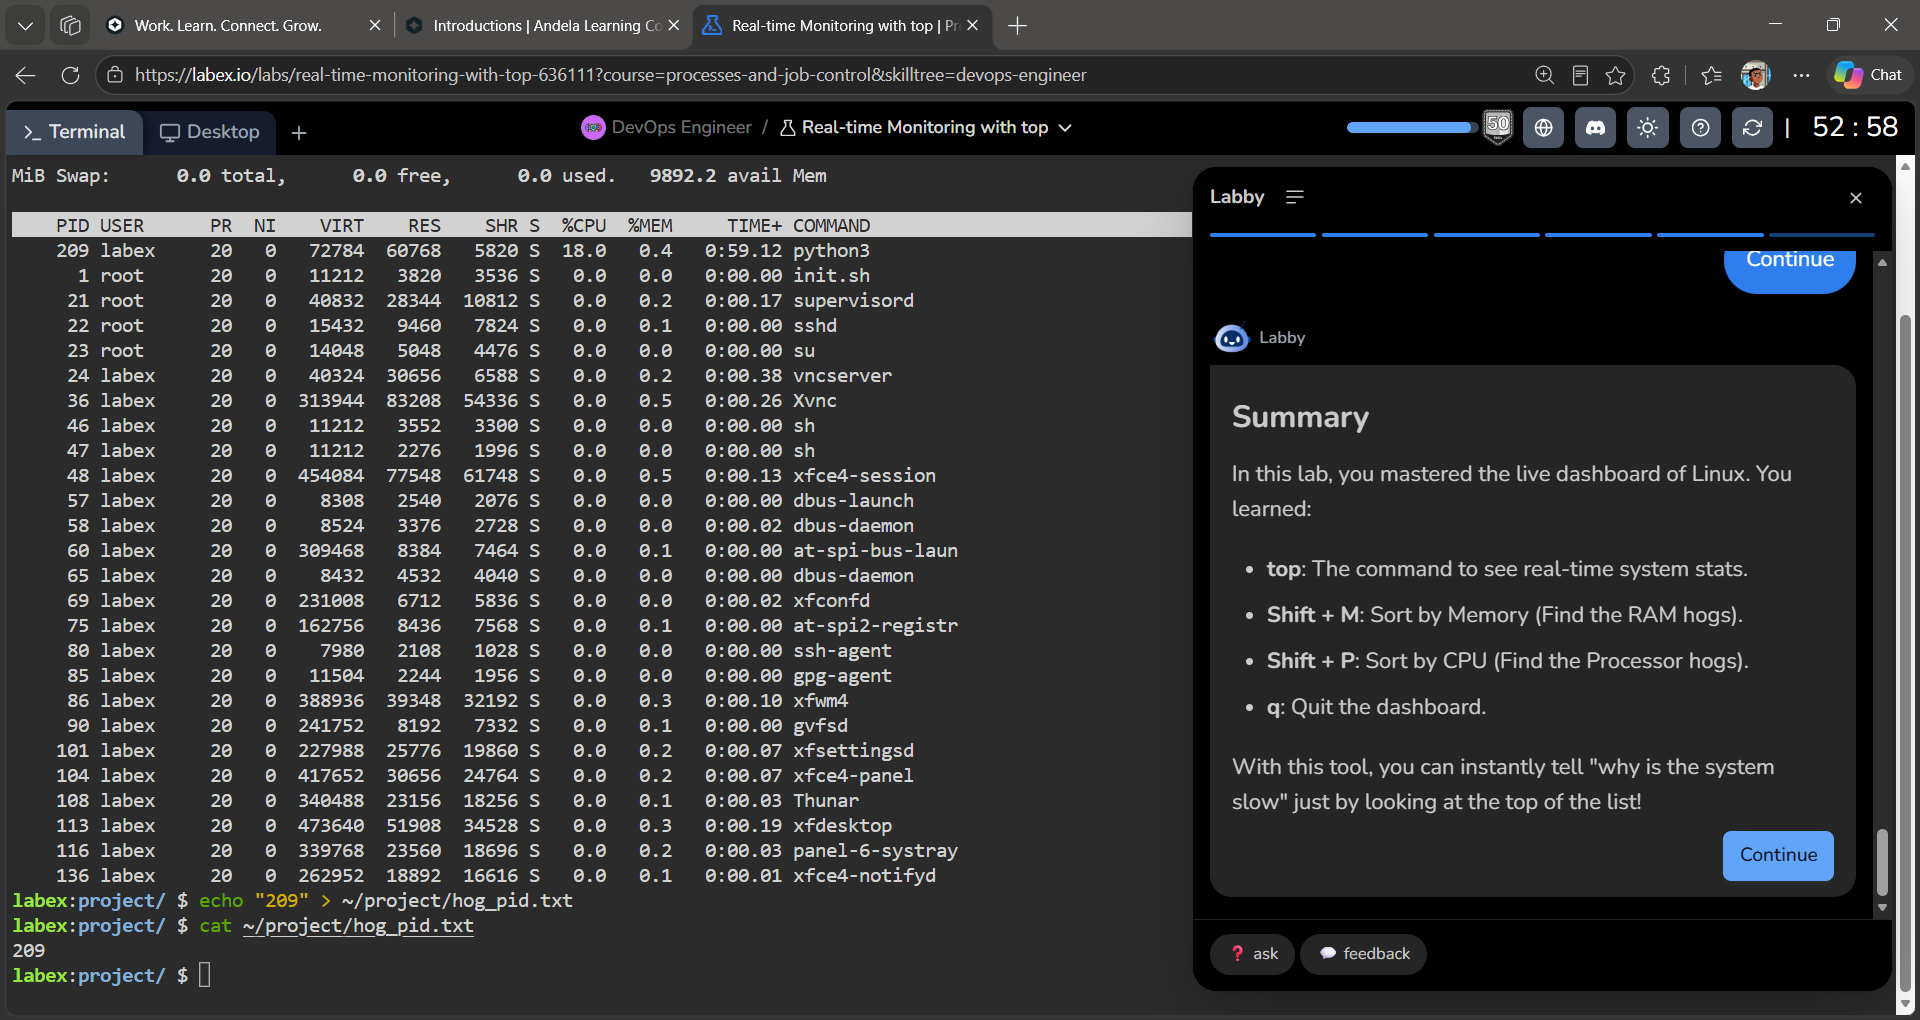 Work. Learn. Connect. Grow.
Introductions | Andela Learning Co
Real-time Monitoring with top | Pr
https://labex.io/labs/real-time-monitoring-with-top-636111?course=processes-and-job-control&skilltree=devops-engineer
Chat
>_ Terminal
Desktop
DevOps Engineer / Real-time Monitoring with top
50
52 : 58
MiB Swap:      0.0 total,      0.0 free,      0.0 used.   9892.2 avail Mem
PID USER      PR  NI    VIRT    RES    SHR S  %CPU  %MEM     TIME+ COMMAND
209 labex     20   0   72784  60768   5820 S  18.0   0.4   0:59.12 python3
1 root      20   0   11212   3820   3536 S   0.0   0.0   0:00.00 init.sh
21 root      20   0   40832  28344  10812 S   0.0   0.2   0:00.17 supervisord
22 root      20   0   15432   9460   7824 S   0.0   0.1   0:00.00 sshd
23 root      20   0   14048   5048   4476 S   0.0   0.0   0:00.00 su
24 labex     20   0   40324  30656   6588 S   0.0   0.2   0:00.38 vncserver
36 labex     20   0  313944  83208  54336 S   0.0   0.5   0:00.26 Xvnc
46 labex     20   0   11212   3552   3300 S   0.0   0.0   0:00.00 sh
47 labex     20   0   11212   2276   1996 S   0.0   0.0   0:00.00 sh
48 labex     20   0  454084  77548  61748 S   0.0   0.5   0:00.13 xfce4-session
57 labex     20   0    8308   2540   2076 S   0.0   0.0   0:00.00 dbus-launch
58 labex     20   0    8524   3376   2728 S   0.0   0.0   0:00.02 dbus-daemon
60 labex     20   0  309468   8384   7464 S   0.0   0.1   0:00.00 at-spi-bus-laun
65 labex     20   0    8432   4532   4040 S   0.0   0.0   0:00.00 dbus-daemon
69 labex     20   0  231008   6712   5836 S   0.0   0.0   0:00.02 xfconfd
75 labex     20   0  162756   8436   7568 S   0.0   0.1   0:00.00 at-spi2-registr
80 labex     20   0    7980   2108   1028 S   0.0   0.0   0:00.00 ssh-agent
85 labex     20   0   11504   2244   1956 S   0.0   0.0   0:00.00 gpg-agent
86 labex     20   0  388936  39348  32192 S   0.0   0.3   0:00.10 xfwm4
90 labex     20   0  241752   8192   7332 S   0.0   0.1   0:00.00 gvfsd
101 labex     20   0  227988  25776  19860 S   0.0   0.2   0:00.07 xfsettingsd
104 labex     20   0  417652  30656  24764 S   0.0   0.2   0:00.07 xfce4-panel
108 labex     20   0  340488  23156  18256 S   0.0   0.1   0:00.03 Thunar
113 labex     20   0  473640  51908  34528 S   0.0   0.3   0:00.19 xfdesktop
116 labex     20   0  339768  23560  18696 S   0.0   0.2   0:00.03 panel-6-systray
136 labex     20   0  262952  18892  16616 S   0.0   0.1   0:00.01 xfce4-notifyd
labex:project/ $ echo "209" > ~/project/hog_pid.txt
labex:project/ $ cat ~/project/hog_pid.txt
209
labex:project/ $
Labby
Continue
Labby
Summary
In this lab, you mastered the live dashboard of Linux. You
learned:
• top: The command to see real-time system stats.
• Shift + M: Sort by Memory (Find the RAM hogs).
• Shift + P: Sort by CPU (Find the Processor hogs).
• q: Quit the dashboard.
With this tool, you can instantly tell "why is the system
slow" just by looking at the top of the list!
Continue
❓ ask
💬 feedback